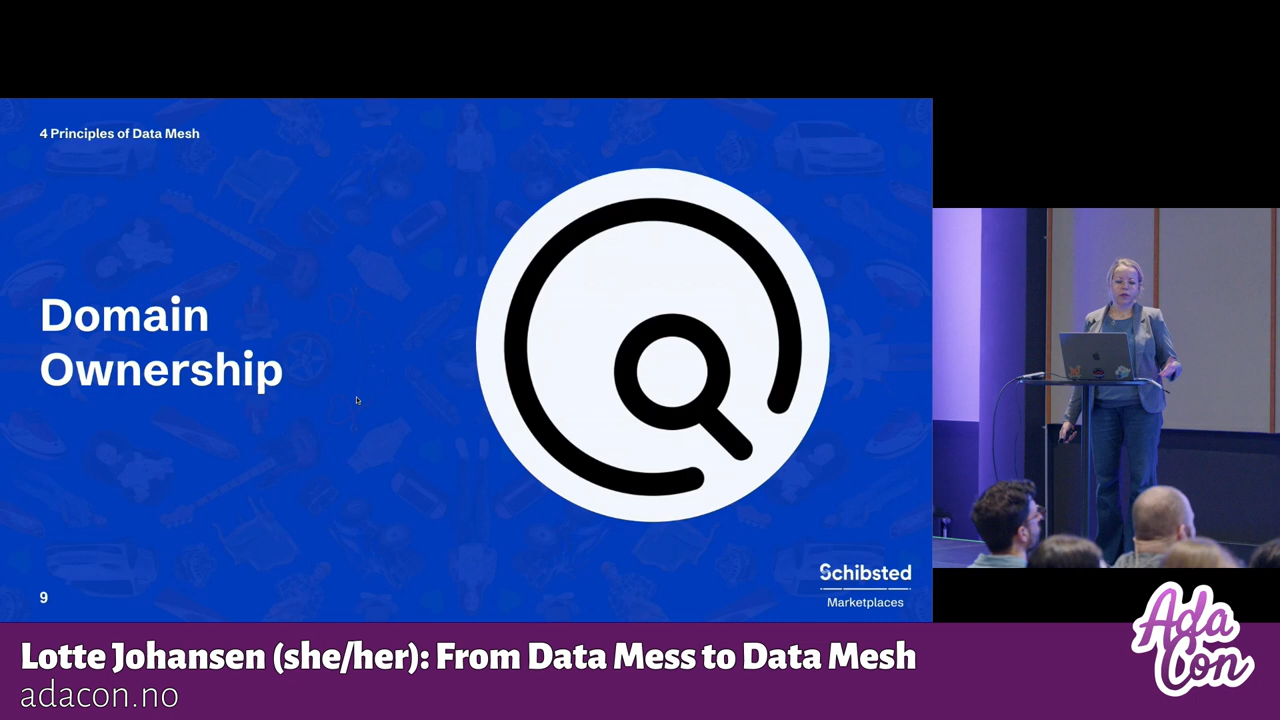 4 Principles of Data Mesh
Domain
Ownership
9
Schibsted
Marketplaces
Lotte Johansen (she/her): From Data Mess to Data Mesh
adacon.no
Ada
Con